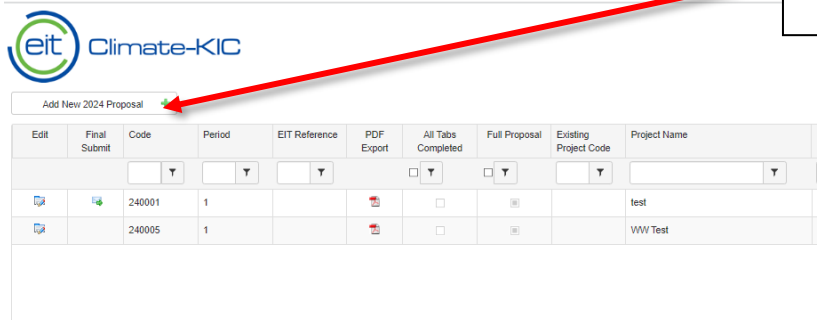 eit Climate-KIC
Add New 2024 Proposal
Edit Final Submit Code Period EIT Reference PDF Export All Tabs Completed Full Proposal Existing Project Code Project Name
240001 1 test
240005 1 WW Test